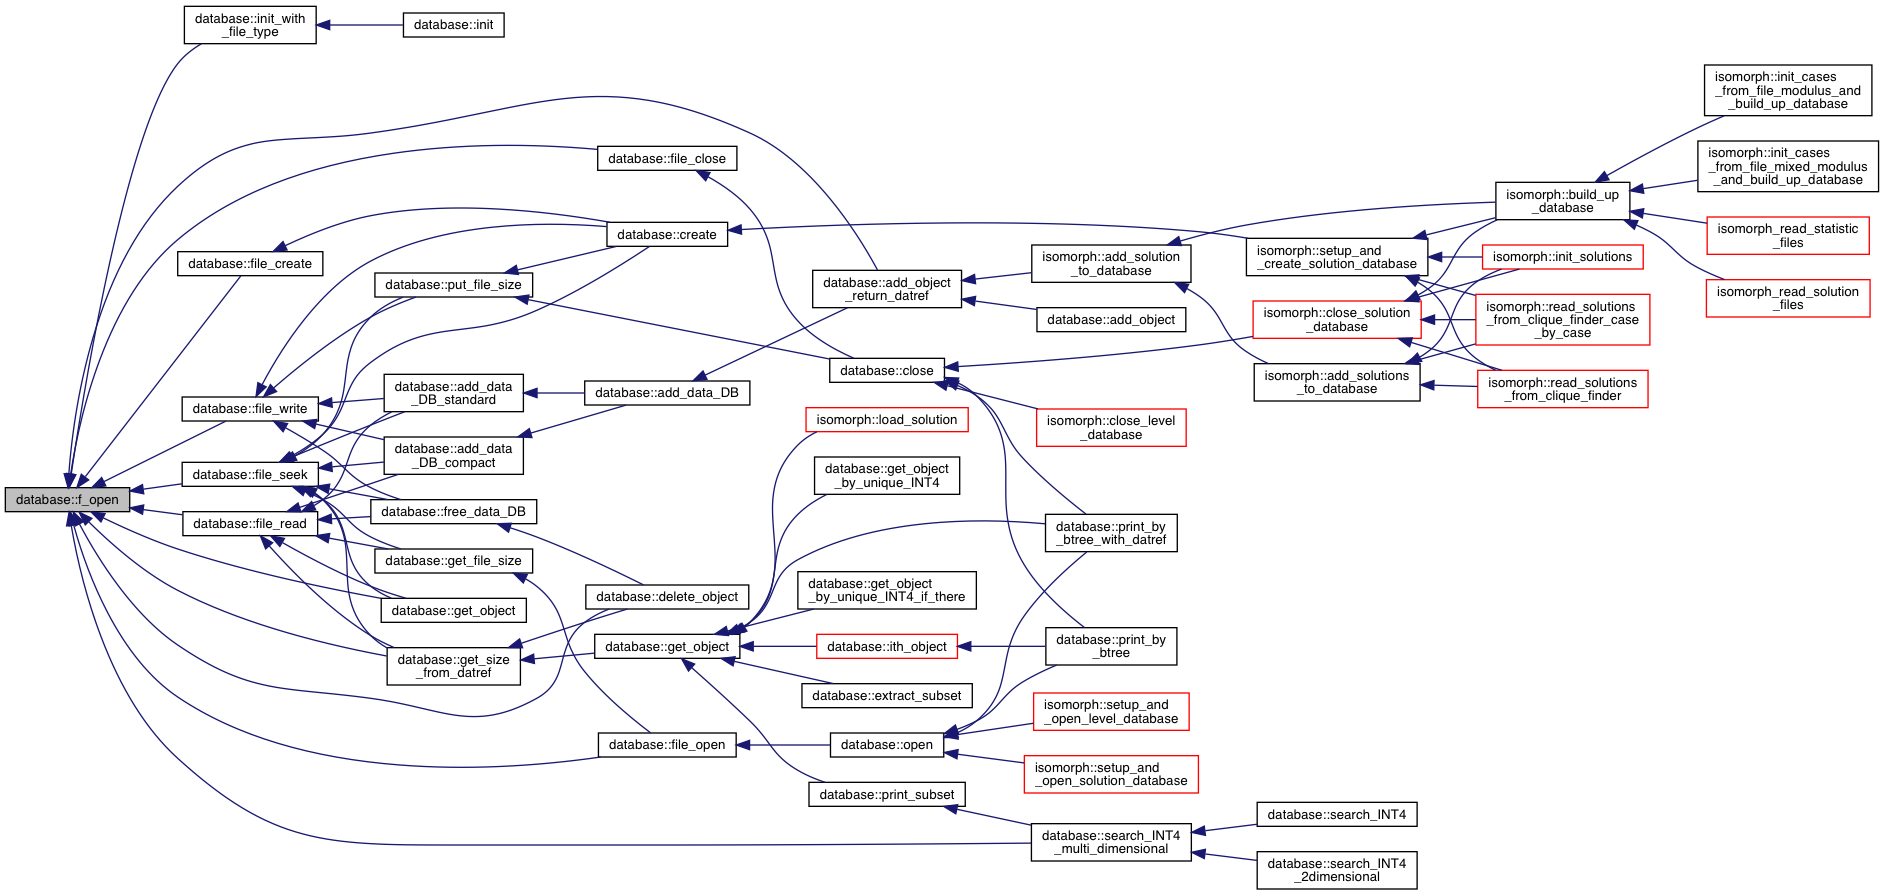 database::f_open
database::init_with
_file_type
database::init
database::file_create
database::file_write
database::file_seek
database::file_read
database::put_file_size
database::add_data
_DB_standard
database::add_data
_DB_compact
database::free_data_DB
database::get_file_size
database::get_object
database::get_size
_from_datref
database::file_close
database::create
database::add_data_DB
database::delete_object
database::get_object
database::file_open
database::add_object
_return_datref
database::close
isomorph::load_solution
database::get_object
_by_unique_INT4
database::get_object
_by_unique_INT4_if_there
database::ith_object
database::extract_subset
database::open
database::print_subset
isomorph::add_solution
_to_database
database::add_object
isomorph::close_level
_database
database::print_by
_btree_with_datref
database::print_by
_btree
isomorph::setup_and
_open_level_database
isomorph::setup_and
_open_solution_database
database::search_INT4
_multi_dimensional
isomorph::setup_and
_create_solution_database
isomorph::close_solution
_database
isomorph::add_solutions
_to_database
database::search_INT4
database::search_INT4
_2dimensional
isomorph::build_up
_database
isomorph::init_solutions
isomorph::read_solutions
_from_clique_finder_case
_by_case
isomorph::read_solutions
_from_clique_finder
isomorph::init_cases
_from_file_modulus_and
_build_up_database
isomorph::init_cases
_from_file_mixed_modulus
_and_build_up_database
isomorph_read_statistic
_files
isomorph_read_solution
_files